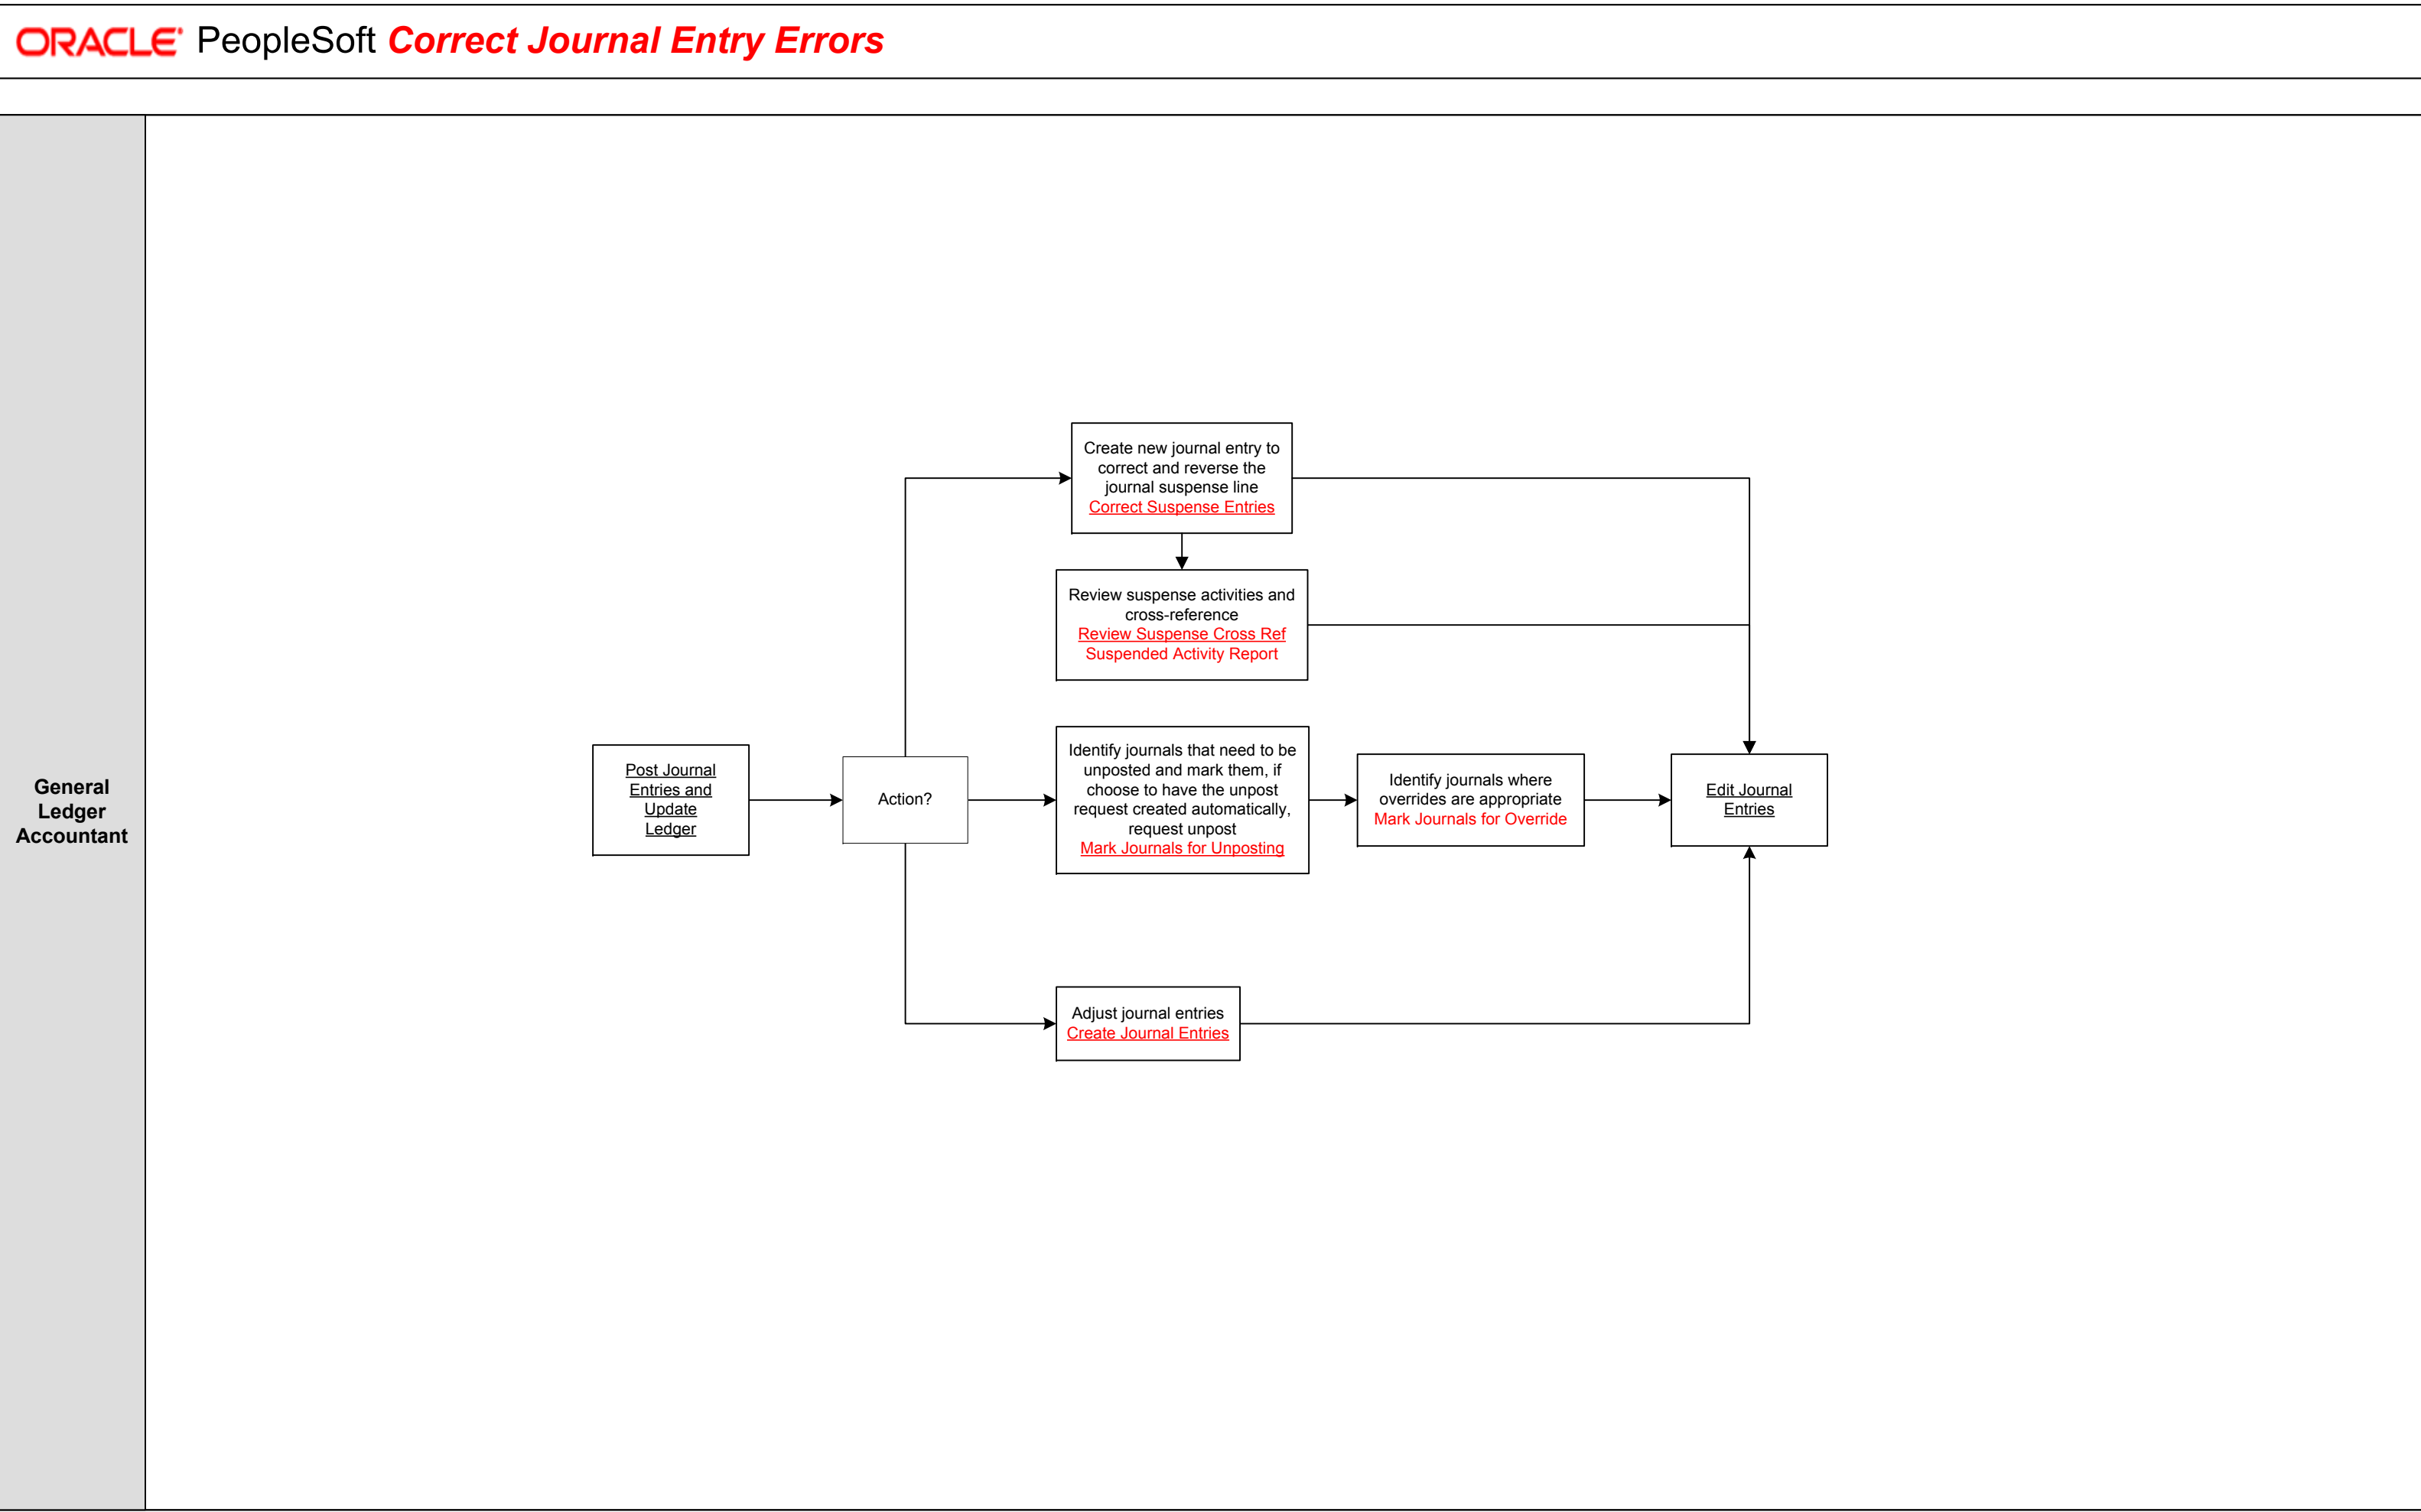 ORACLE® PeopleSoft Correct Journal Entry Errors
General
Ledger
Accountant
Post Journal
Entries and
Update
Ledger
Action?
Create new journal entry to
correct and reverse the
journal suspense line
Correct Suspense Entries
Review suspense activities and
cross-reference
Review Suspense Cross Ref
Suspended Activity Report
Identify journals that need to be
unposted and mark them, if
choose to have the unpost
request created automatically,
request unpost
Mark Journals for Unposting
Identify journals where
overrides are appropriate
Mark Journals for Override
Edit Journal
Entries
Adjust journal entries
Create Journal Entries